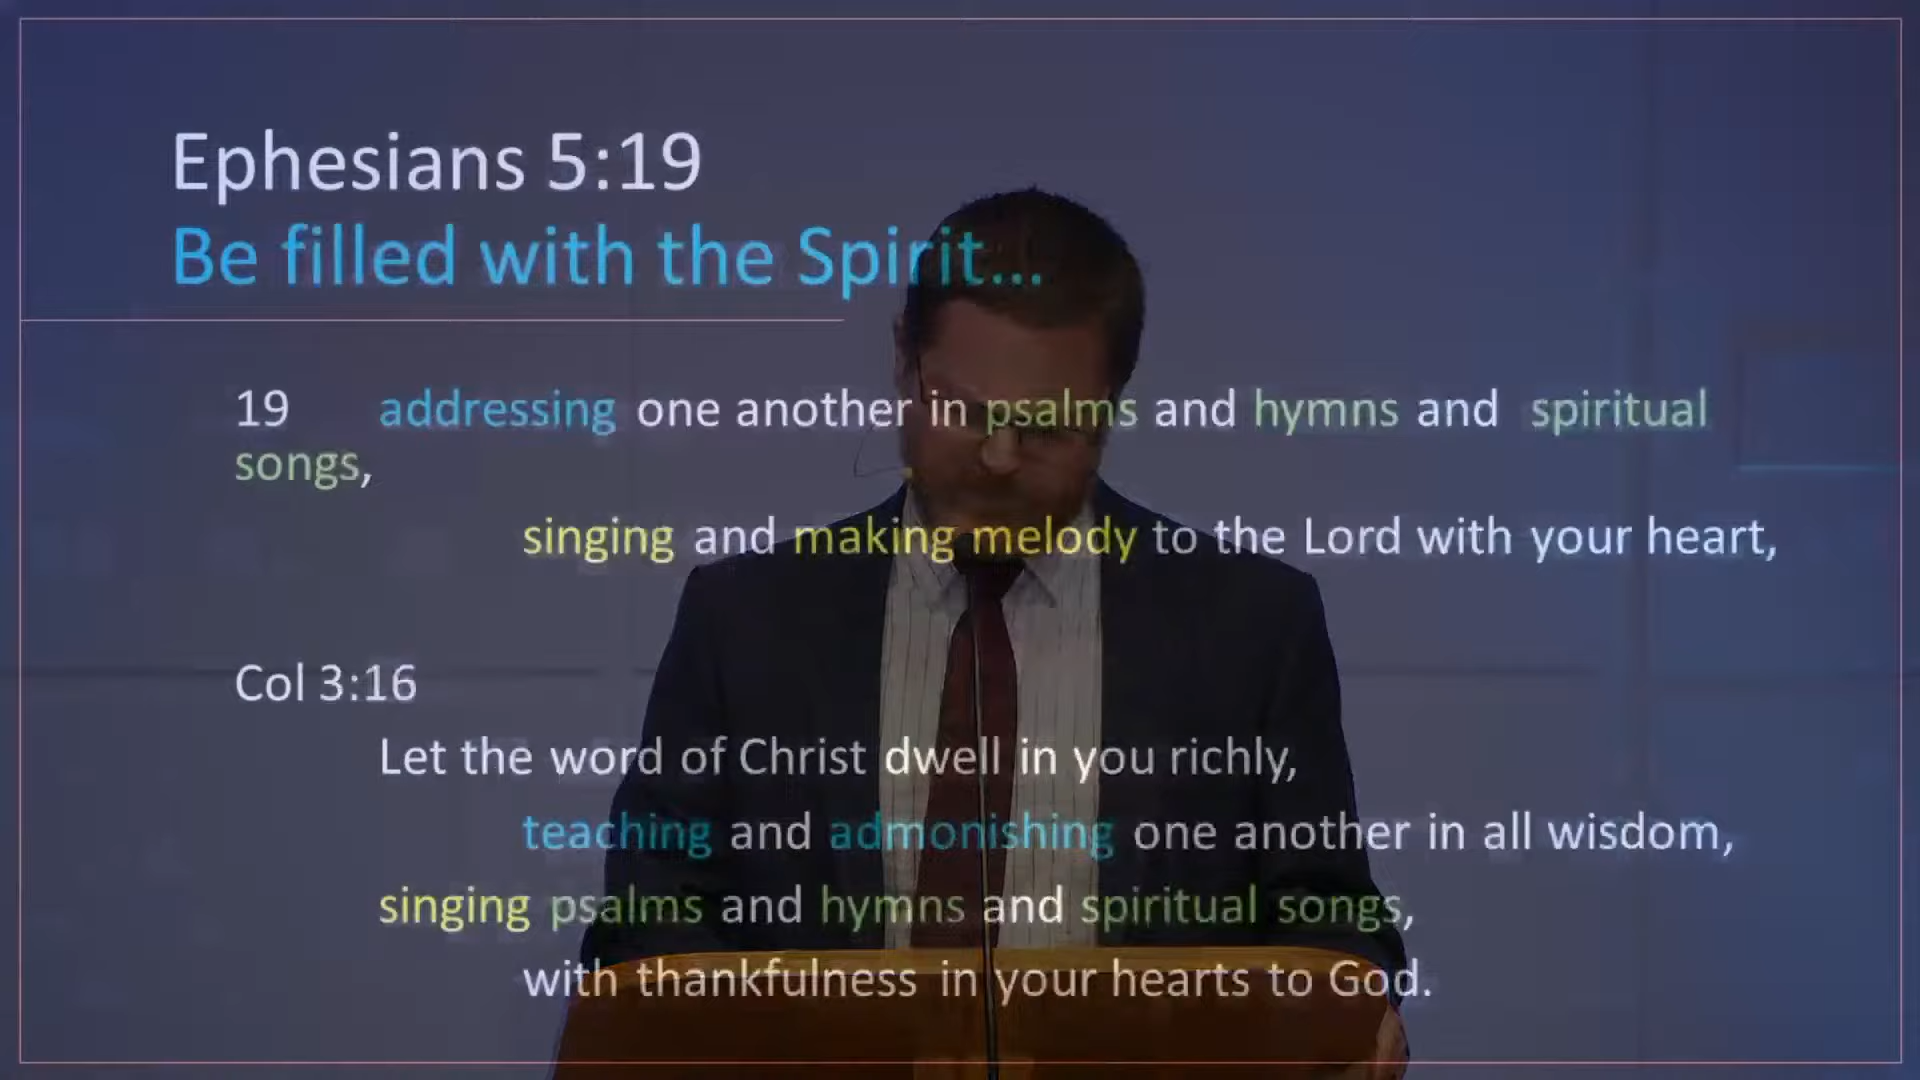 Ephesians 5:19
Be filled with the Spirit...
19 addressing one another in psalms and hymns and spiritual
songs,
singing and making melody to the Lord with your heart,
Col 3:16
Let the word of Christ dwell in you richly,
teaching and admonishing one another in all wisdom,
singing psalms and hymns and spiritual songs,
with thankfulness in your hearts to God.